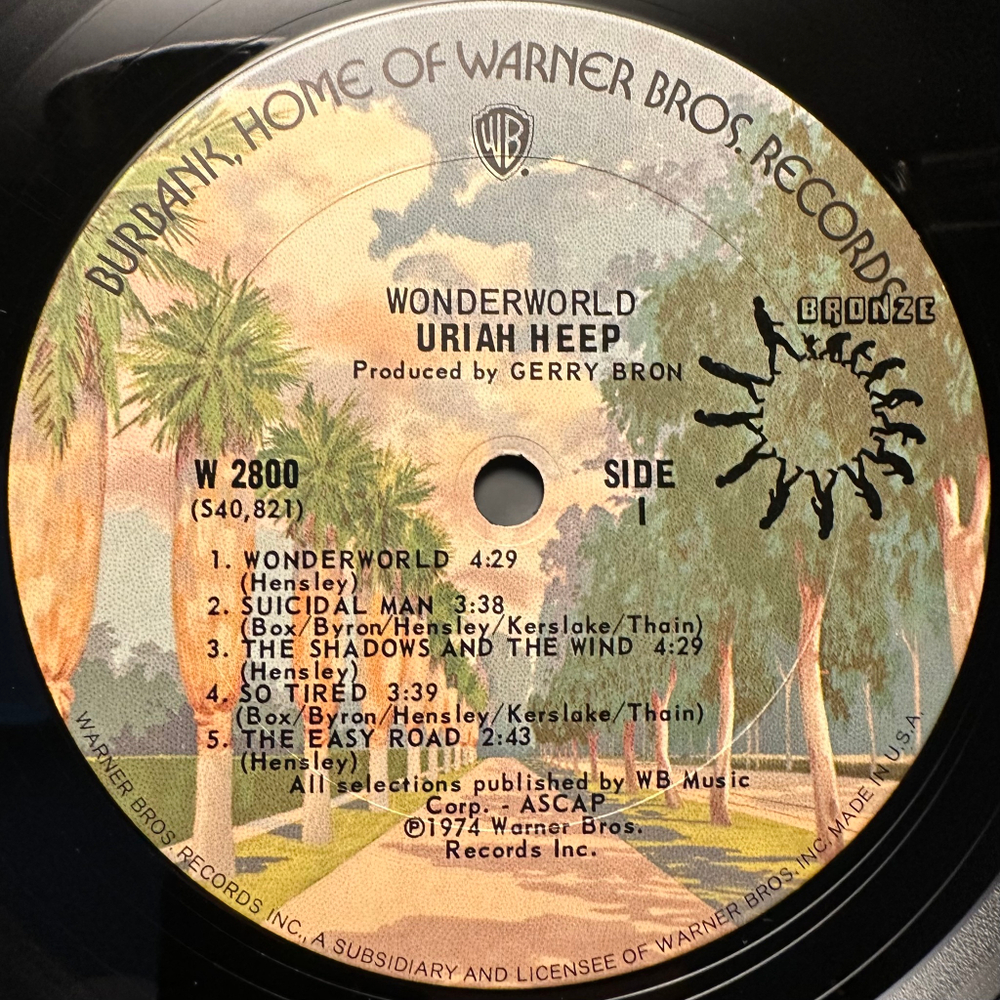 BURBANK, HOME OF WARNER BROS. RECORDS
WB
BRONZE
WONDERWORLD
URIAH HEEP
Produced by GERRY BRON
W 2800
(S40,821)
SIDE
1
1. WONDERWORLD 4:29
(Hensley)
2. SUICIDAL MAN 3:38
(Box/Byron/Hensley/Kerslake/Thain)
3. THE SHADOWS AND THE WIND 4:29
(Hensley)
4. SO TIRED 3:39
(Box/Byron/Hensley/Kerslake/Thain)
5. THE EASY ROAD 2:43
(Hensley)
All selections published by WB Music
Corp. - ASCAP
℗1974 Warner Bros.
Records Inc.
WARNER BROS. RECORDS INC., A SUBSIDIARY AND LICENSEE OF WARNER BROS. INC. MADE IN U.S.A.